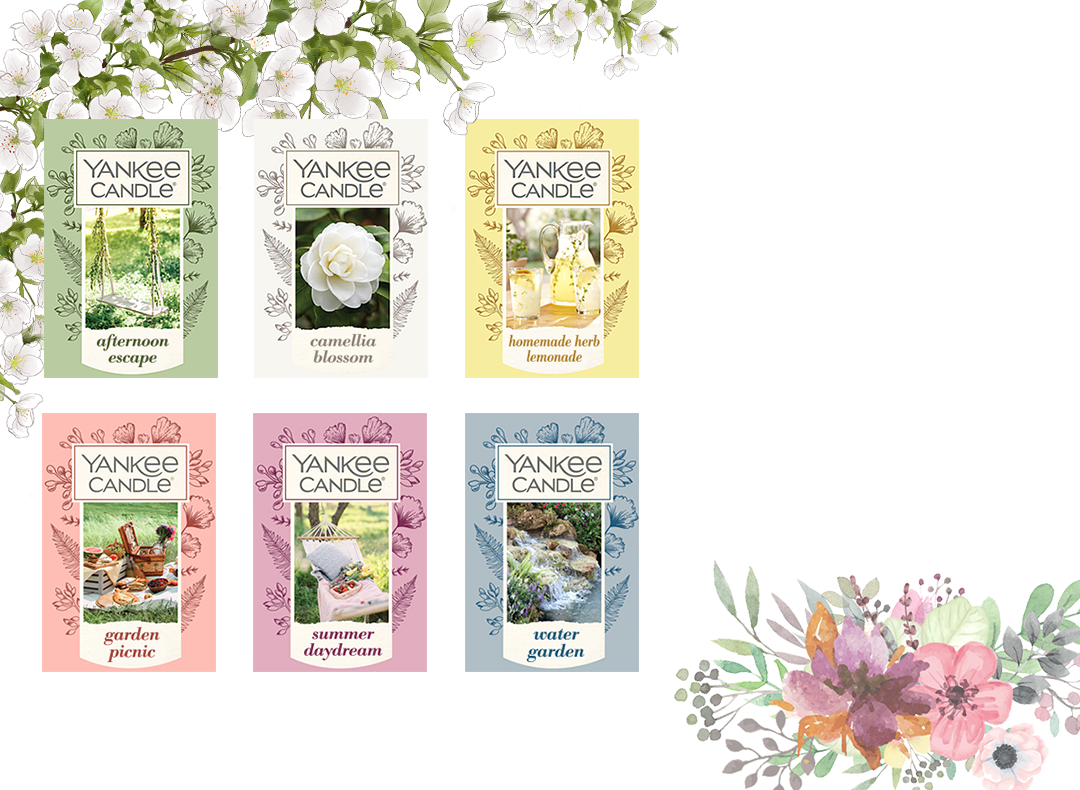 YANKEE
CANDLE®
afternoon
escape
YANKEE
CANDLE®
camellia
blossom
YANKEE
CANDLE®
homemade herb
lemonade
YANKEE
CANDLE®
garden
picnic
YANKEE
CANDLE®
summer
daydream
YANKEE
CANDLE®
water
garden